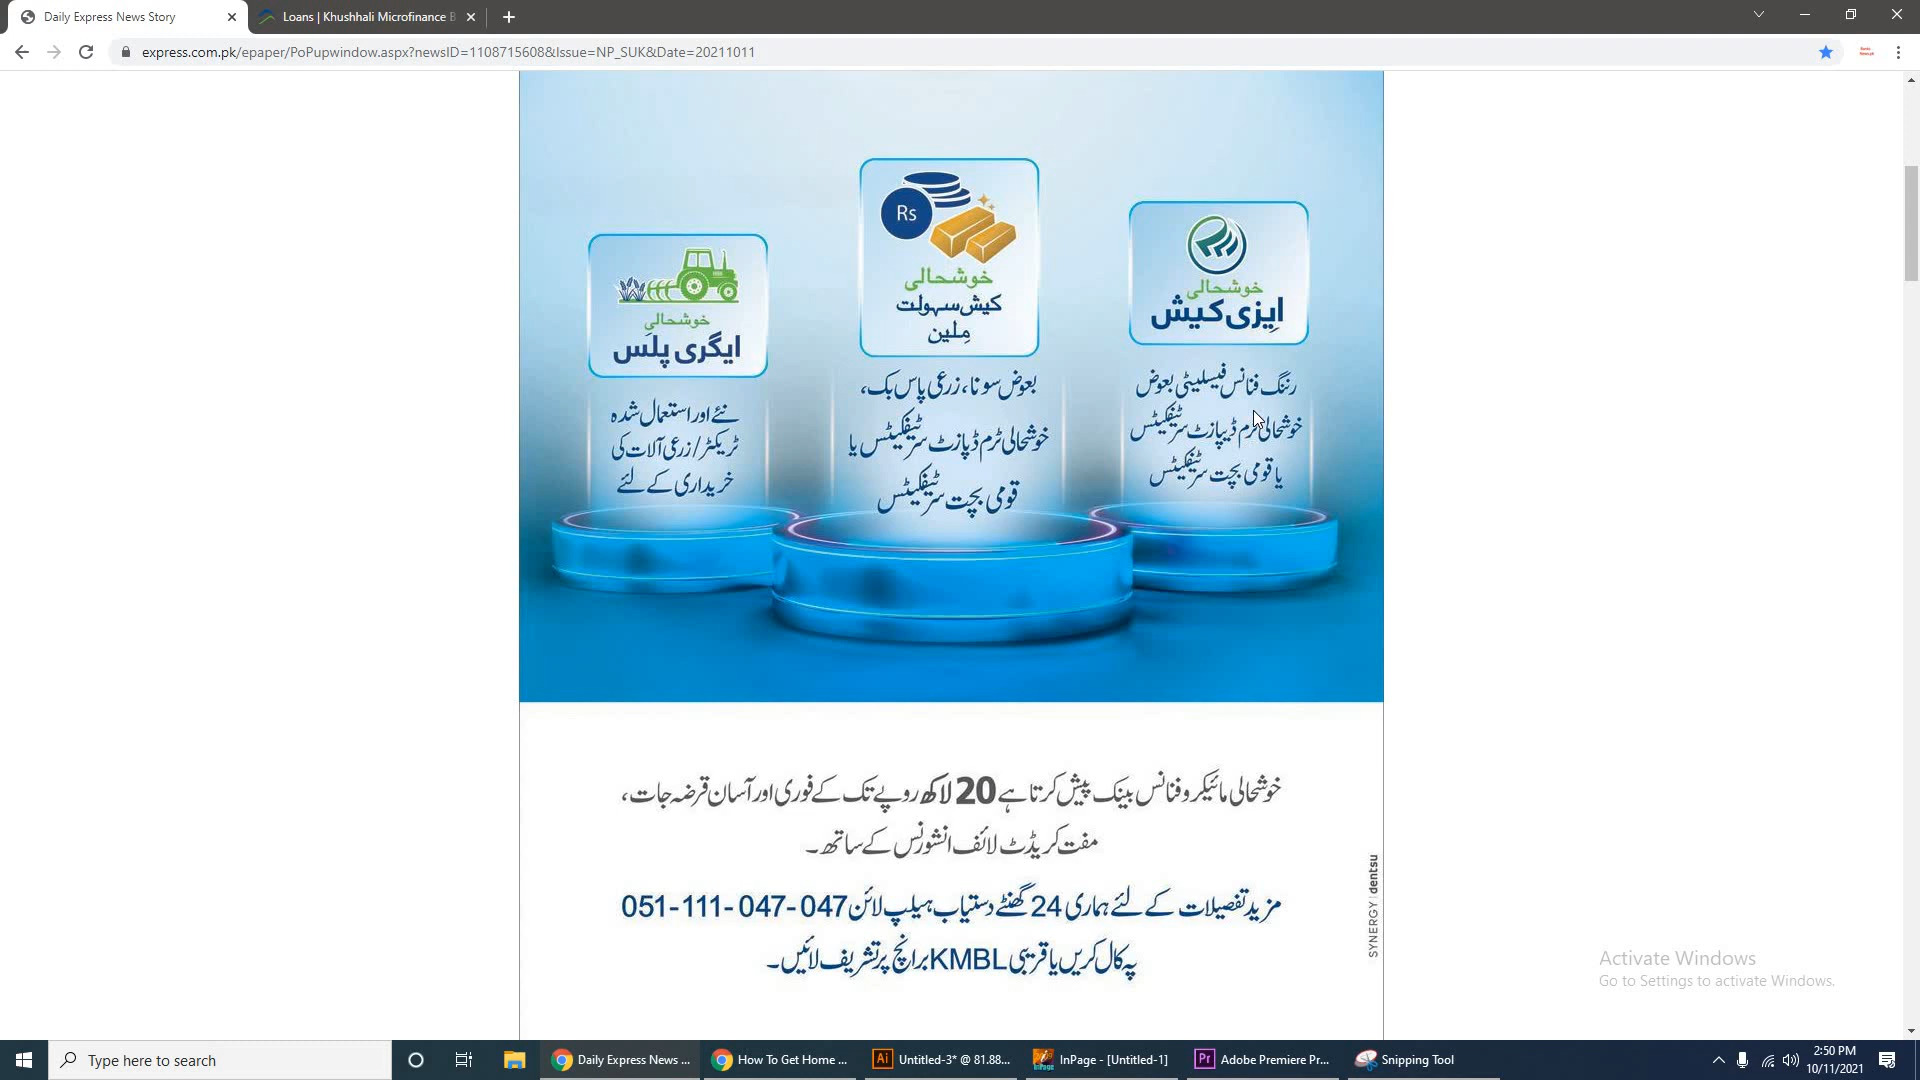 Daily Express News Story
Loans | Khushhali Microfinance B
express.com.pk/epaper/PoPupwindow.aspx?newsID=1108715608&Issue=NP_SUK&Date=20211011
خوشحالی
ایزی کیش
رننگ فنانس فیسلیٹی بعوض
خوشحالی ٹرم ڈیپازٹ سرٹیفکیٹس
یا قومی بچت سرٹیفکیٹس
Rs
خوشحالی
کیش سہولت
مِلین
بعوض سونا، زرعی پاس بک،
خوشحالی ٹرم ڈپازٹ سرٹیفکیٹس یا
قومی بچت سرٹیفکیٹس
خوشحالی
ایگری پلَس
نئے اور استعمال شدہ
ٹریکٹر/زرعی آلات کی
خریداری کے لئے
خوشحالی مائیکروفنانس بینک پیش کرتا ہے 20 لاکھ روپے تک کے فوری اور آسان قرضہ جات،
مفت کریڈٹ لائف انشورنس کے ساتھ۔
مزید تفصیلات کے لئے ہماری 24 گھنٹے دستیاب ہیلپ لائن 051-111-047-047
پہ کال کریں یا قریبی KMBL برانچ پر تشریف لائیں۔
SYNERGY | dentsu
Activate Windows
Go to Settings to activate Windows.
Type here to search
Daily Express News ...
How To Get Home ...
Ai Untitled-3* @ 81.88...
InPage - [Untitled-1]
Pr Adobe Premiere Pr...
Snipping Tool
2:50 PM
10/11/2021